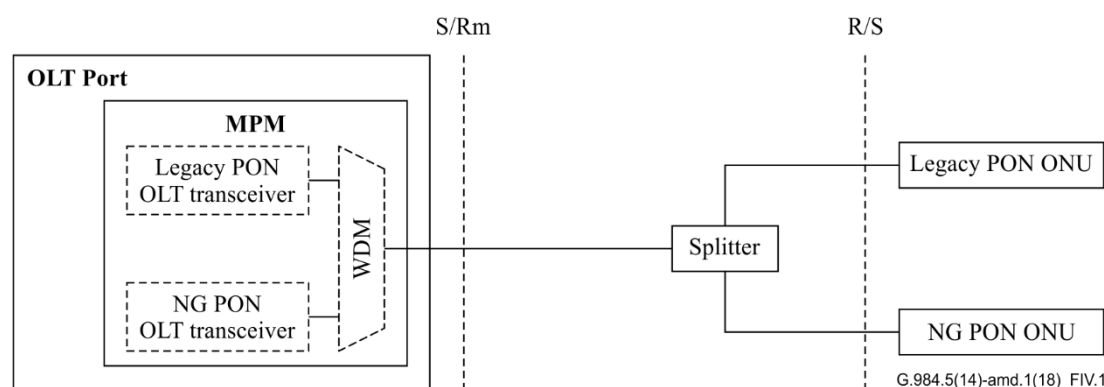 S/Rm
R/S
OLT Port
MPM
Legacy PON
OLT transceiver
WDM
NG PON
OLT transceiver
Splitter
Legacy PON ONU
NG PON ONU
G.984.5(14)-amd.1(18)_FIV.1